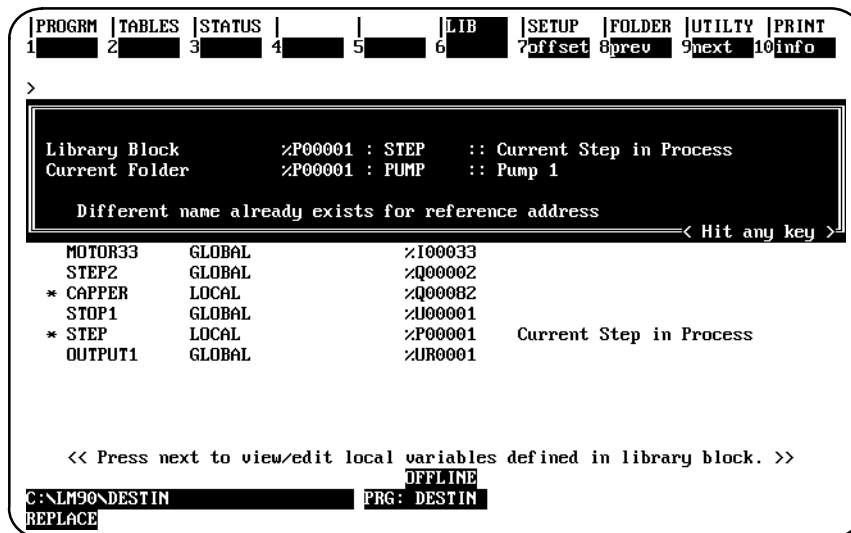 |PROGRM |TABLES |STATUS | | |LIB |SETUP |FOLDER |UTILTY |PRINT
1 2 3 4 5 6 7offset 8prev 9next 10info
>
Library Block %P00001 : STEP :: Current Step in Process
Current Folder %P00001 : PUMP :: Pump 1
Different name already exists for reference address
< Hit any key >
MOTOR33 GLOBAL %I00033
STEP2 GLOBAL %Q00002
* CAPPER LOCAL %Q00082
STOP1 GLOBAL %U00001
* STEP LOCAL %P00001 Current Step in Process
OUTPUT1 GLOBAL %UR0001
<< Press next to view/edit local variables defined in library block. >>
OFFLINE
C:\LM90\DESTIN PRG: DESTIN
REPLACE